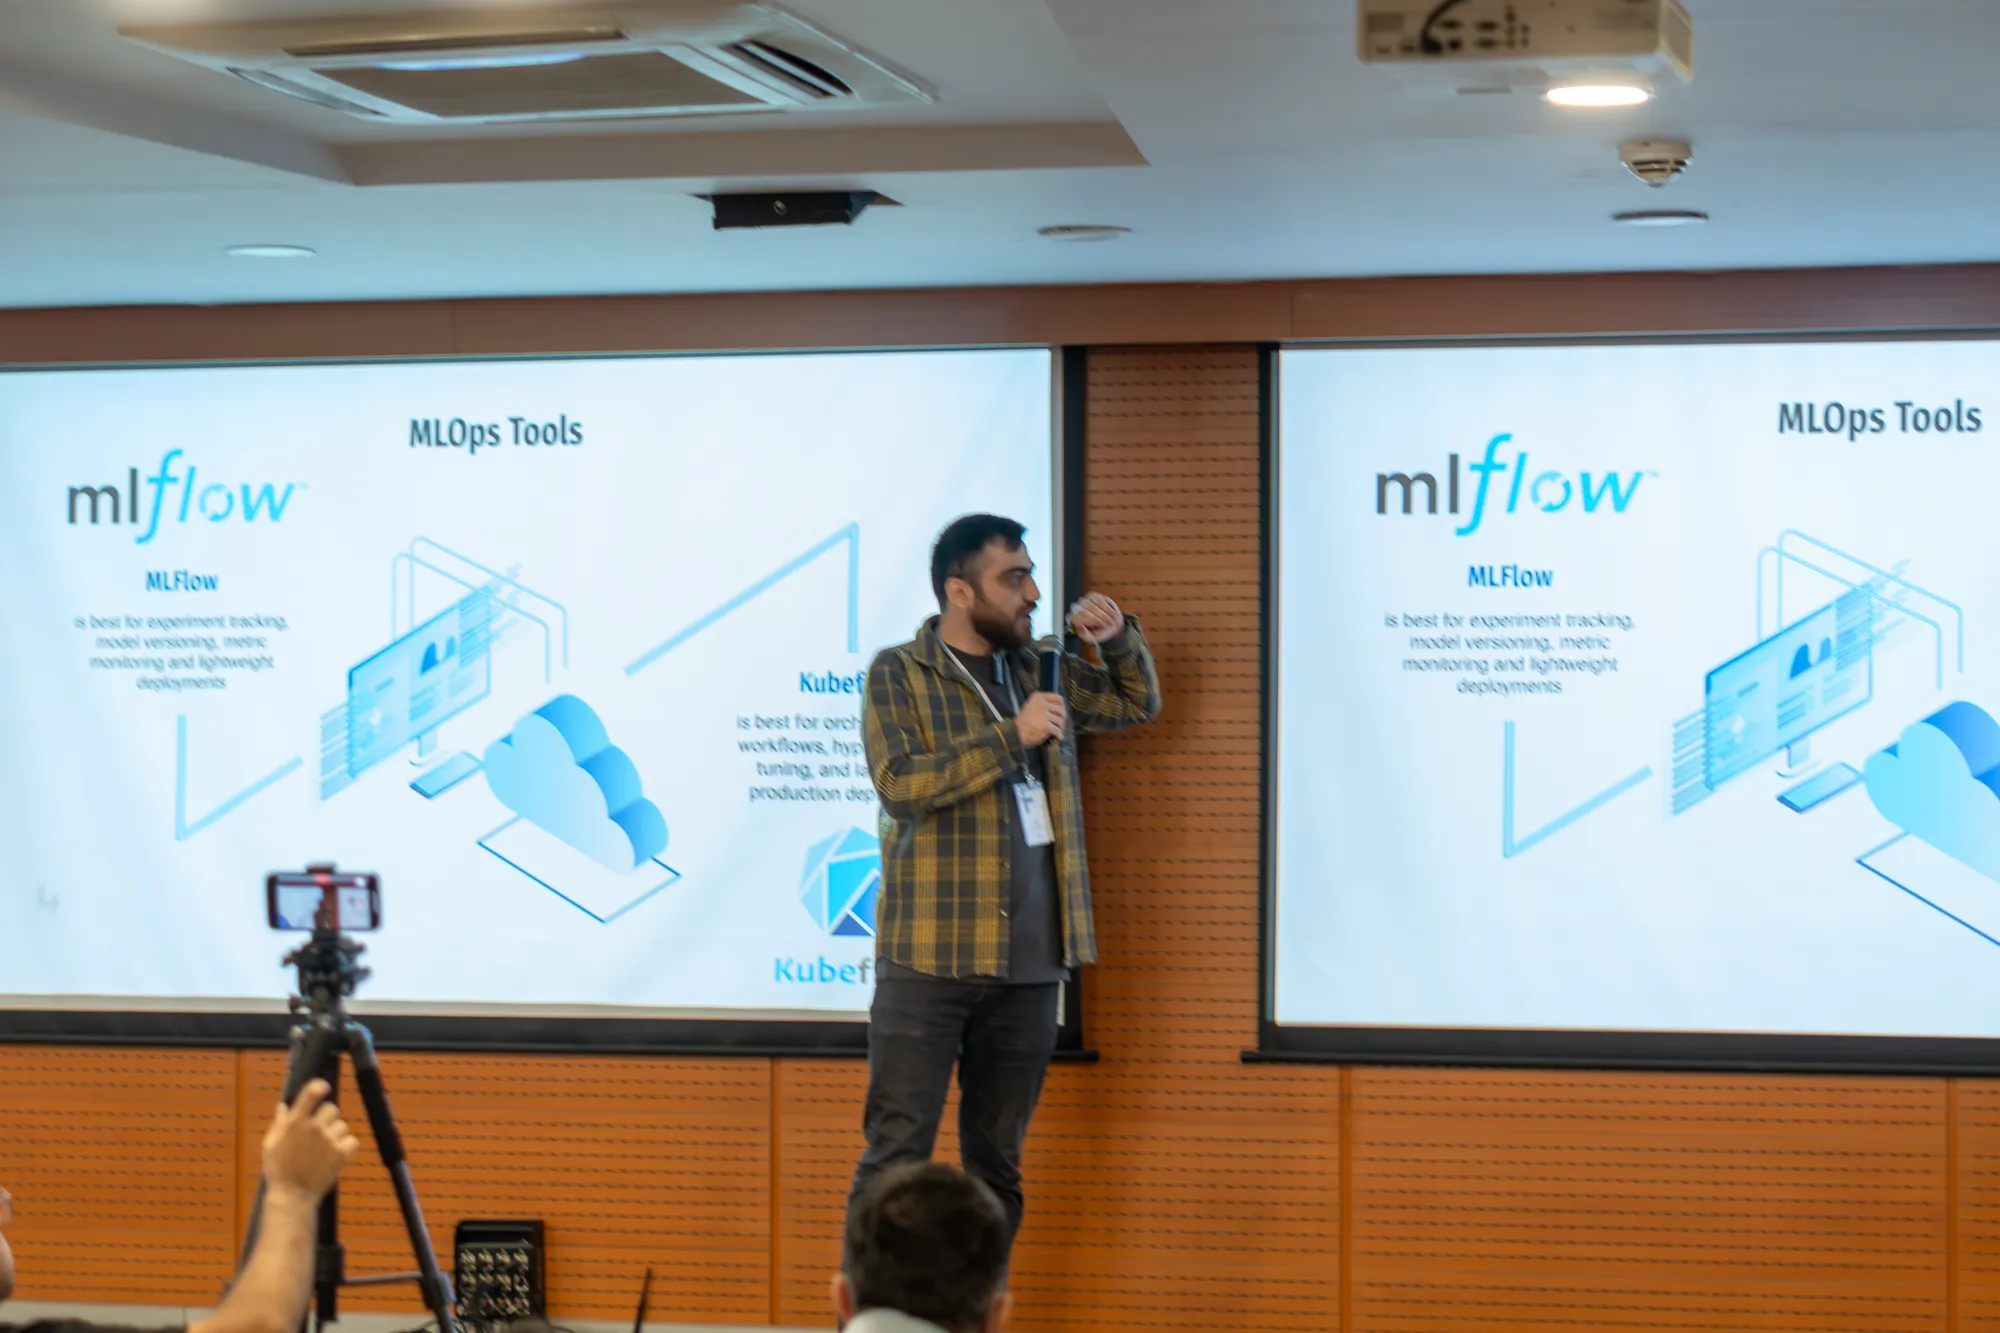 MLOps Tools
mlflow
MLFlow
is best for experiment tracking,
model versioning, metric
monitoring and lightweight
deployments
Kubef
is best for orch
workflows, hyp
tuning, and la
production dep
Kubef
MLOps Tools
mlflow
MLFlow
is best for experiment tracking,
model versioning, metric
monitoring and lightweight
deployments